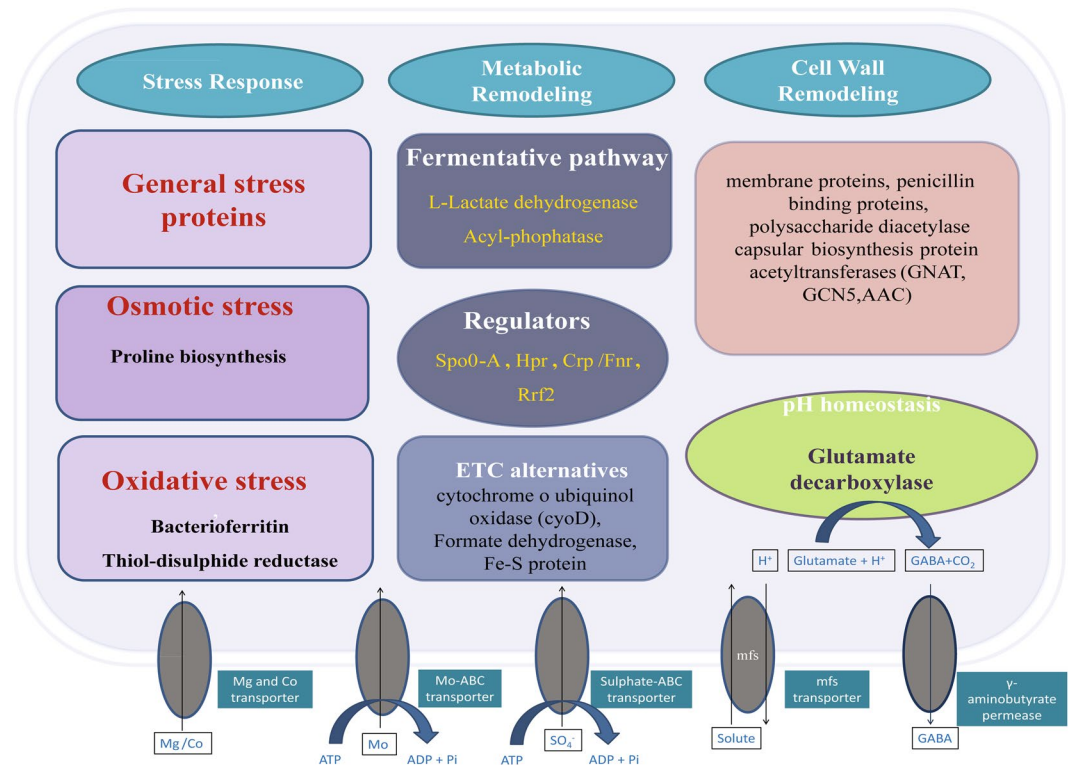 Stress Response
Metabolic
Remodeling
Cell Wall
Remodeling
General stress
proteins
Osmotic stress
Proline biosynthesis
Oxidative stress
Bacterioferritin
Thiol-disulphide reductase
Fermentative pathway
L-Lactate dehydrogenase
Acyl-phophatase
Regulators
Spo0-A , Hpr , Crp /Fnr ,
Rrf2
ETC alternatives
cytochrome o ubiquinol
oxidase (cyoD),
Formate dehydrogenase,
Fe-S protein
membrane proteins, penicillin
binding proteins,
polysaccharide diacetylase
capsular biosynthesis protein
acetyltransferases (GNAT,
GCN5,AAC)
pH homeostasis
Glutamate
decarboxylase
H⁺
Glutamate + H⁺
GABA+CO₂
Mg and Co
transporter
Mg/Co
Mo-ABC
transporter
ATP
Mo
ADP + Pi
Sulphate-ABC
transporter
ATP
SO₄⁻
ADP + Pi
mfs
mfs
transporter
Solute
γ-
aminobutyrate
permease
GABA